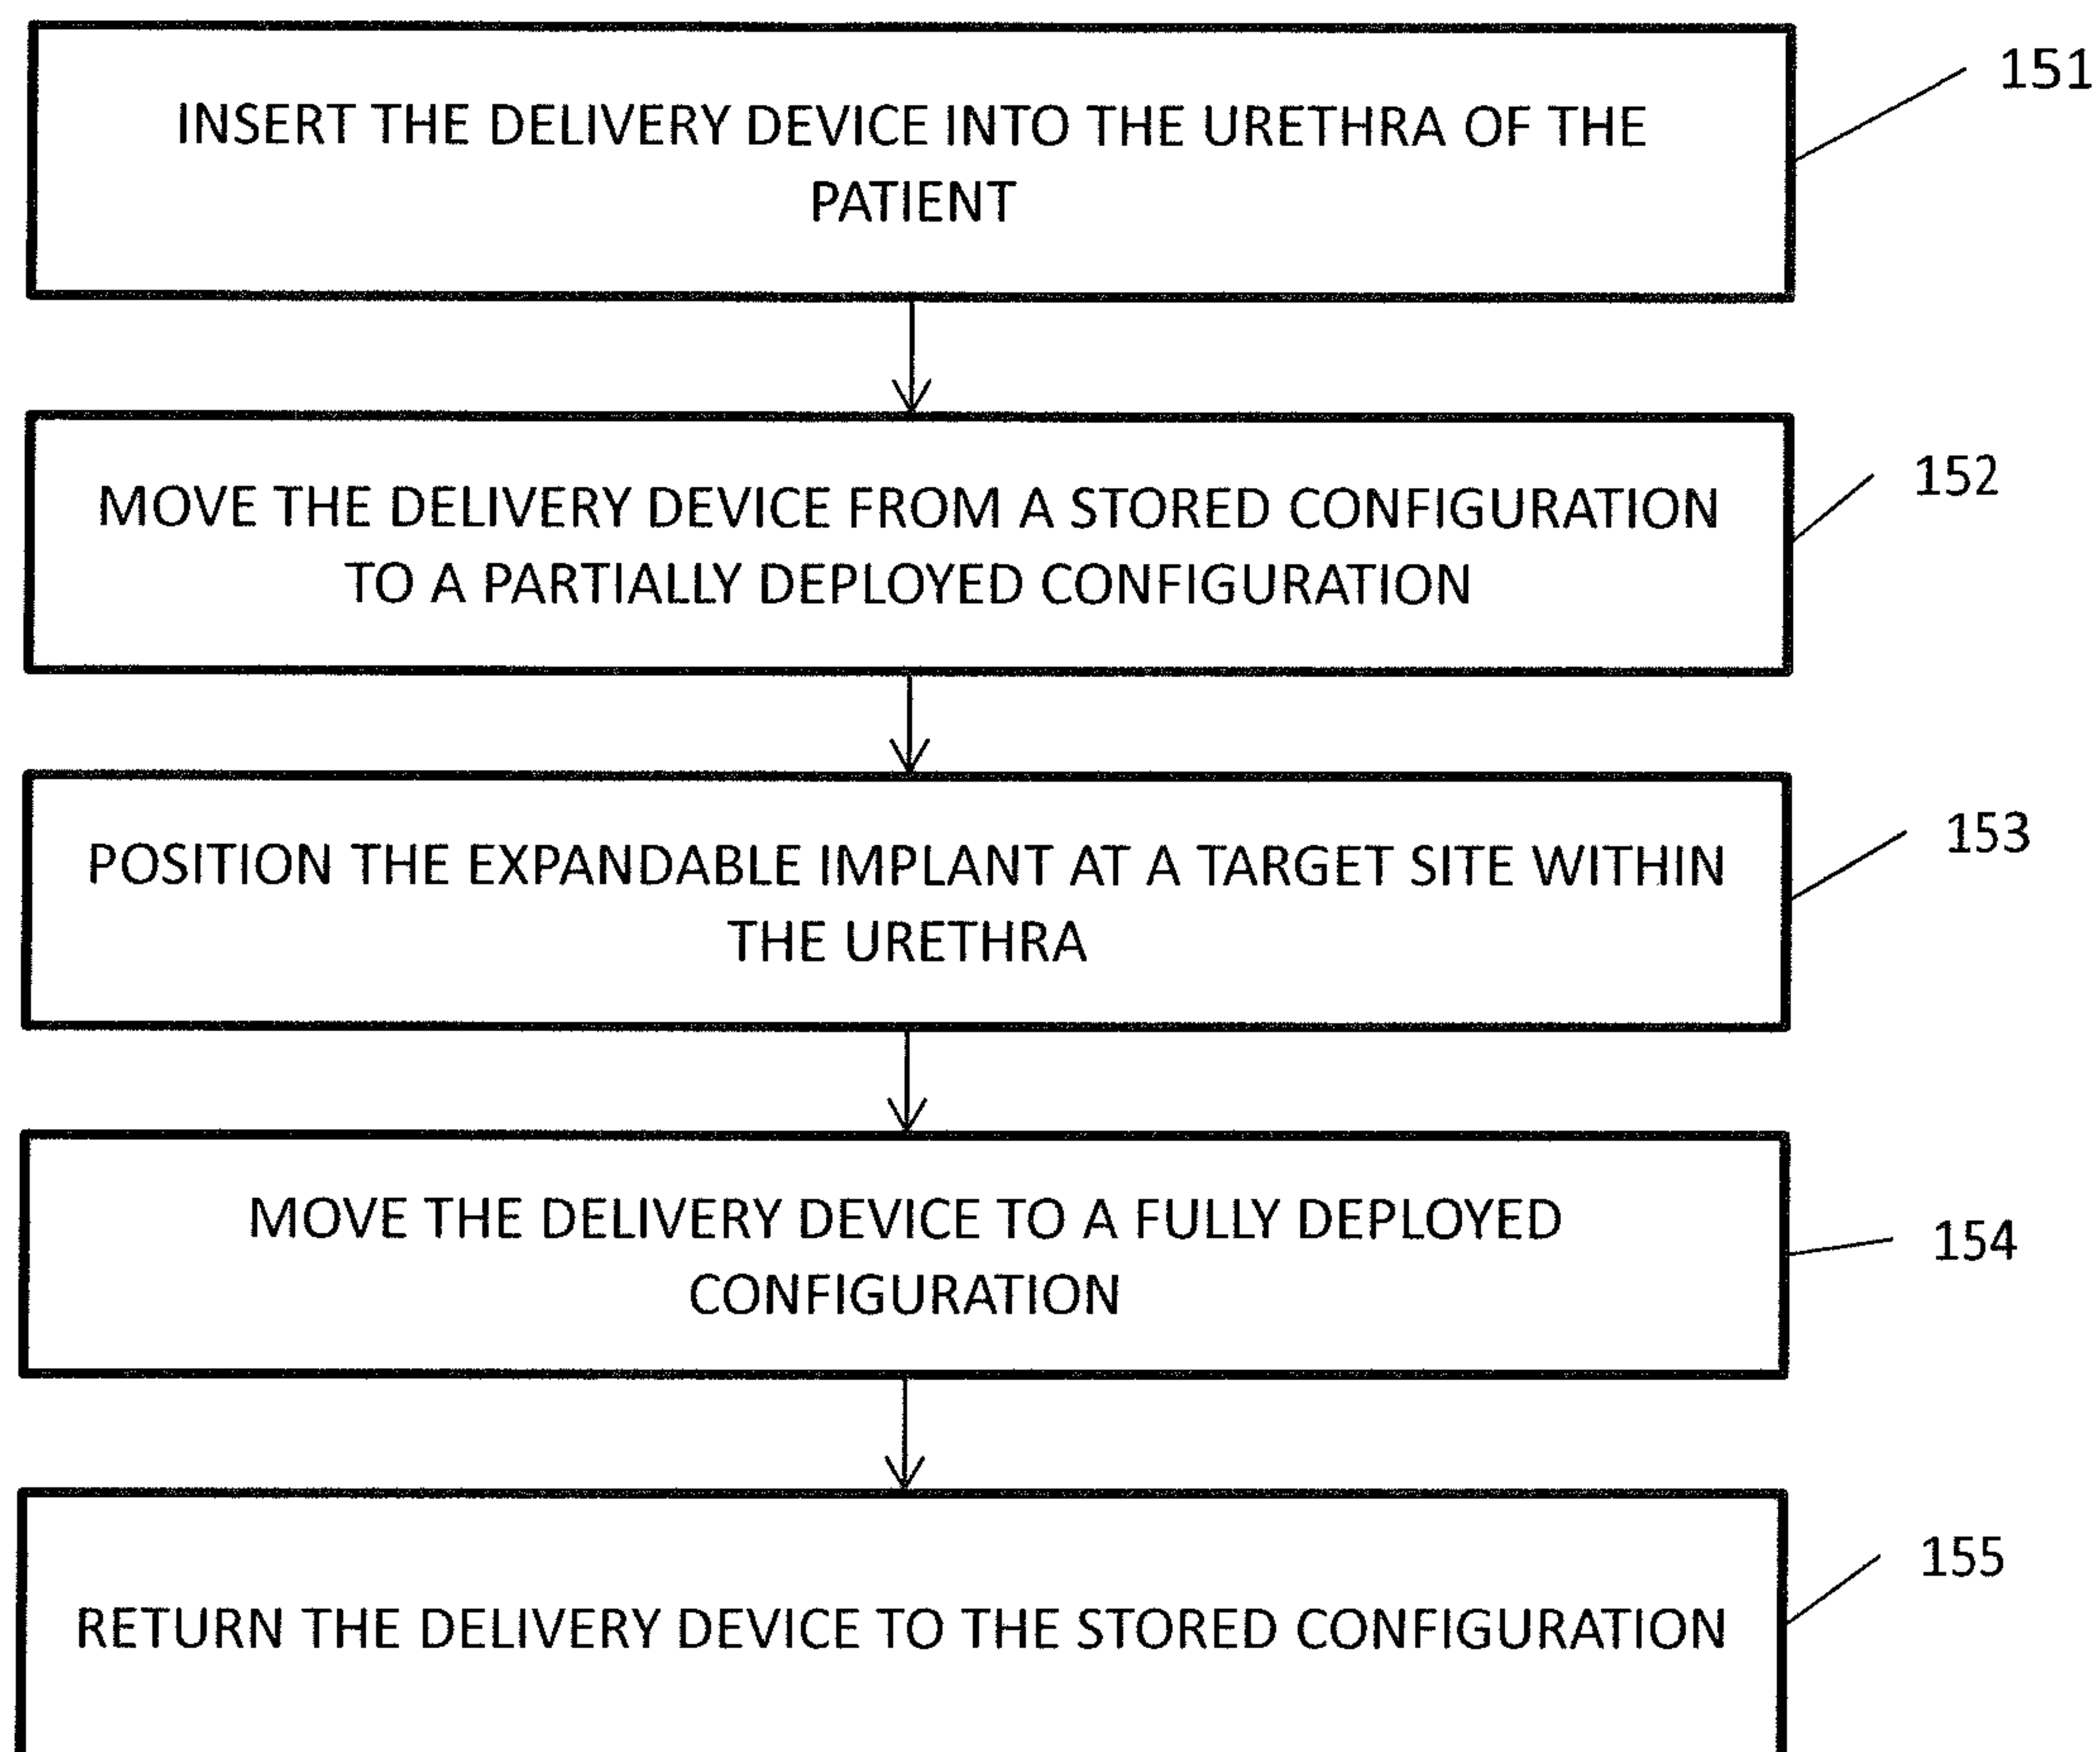 INSERT THE DELIVERY DEVICE INTO THE URETHRA OF THE
PATIENT
151
MOVE THE DELIVERY DEVICE FROM A STORED CONFIGURATION
TO A PARTIALLY DEPLOYED CONFIGURATION
152
POSITION THE EXPANDABLE IMPLANT AT A TARGET SITE WITHIN
THE URETHRA
153
MOVE THE DELIVERY DEVICE TO A FULLY DEPLOYED
CONFIGURATION
154
RETURN THE DELIVERY DEVICE TO THE STORED CONFIGURATION
155